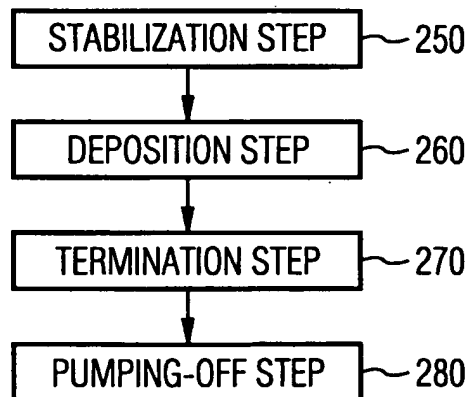 STABILIZATION STEP 250
DEPOSITION STEP 260
TERMINATION STEP 270
PUMPING-OFF STEP 280